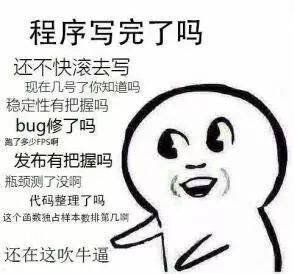 程序写完了吗
还不快滚去写
现在几号了你知道吗
稳定性有把握吗
bug修了吗
跑了多少FPS啊
发布有把握吗
瓶颈测了没啊
代码整理了吗
这个函数独占样本数排第几啊
还在这吹牛逼